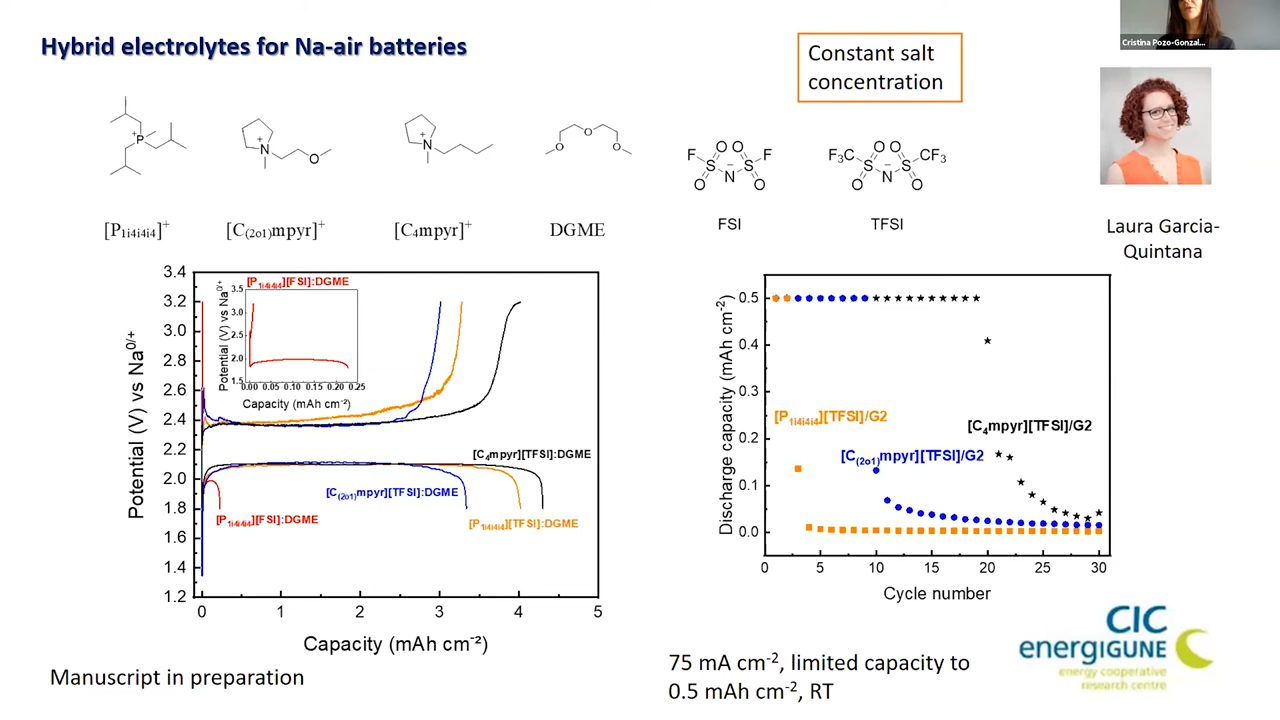 Hybrid electrolytes for Na-air batteries
Constant salt
concentration
Cristina Pozo-Gonzal...
P
+
N
+
O
N
+
O
O
O
F
S
O
O
N
−
S
O
O
F
F₃C
S
O
O
N
−
S
O
O
CF₃
[P₁ᵢ₄ᵢ₄ᵢ₄]⁺
[C₍₂ₒ₁₎mpyr]⁺
[C₄mpyr]⁺
DGME
FSI
TFSI
Laura Garcia-
Quintana
Potential (V) vs Na⁰/⁺
3.4
3.2
3.0
2.8
2.6
2.4
2.2
2.0
1.8
1.6
1.4
1.2
0
1
2
3
4
5
Capacity (mAh cm⁻²)
[P₁ᵢ₄ᵢ₄ᵢ₄][FSI]:DGME
Potential (V) vs Na⁰/⁺
3.5
3.0
2.5
2.0
1.5
0.00 0.05 0.10 0.15 0.20 0.25
Capacity (mAh cm⁻²)
[C₄mpyr][TFSI]:DGME
[C₍₂ₒ₁₎mpyr][TFSI]:DGME
[P₁ᵢ₄ᵢ₄ᵢ₄][FSI]:DGME
[P₁ᵢ₄ᵢ₄ᵢ₄][TFSI]:DGME
Discharge capacity (mAh cm⁻²)
0.5
0.4
0.3
0.2
0.1
0.0
[P₁ᵢ₄ᵢ₄ᵢ₄][TFSI]/G2
[C₄mpyr][TFSI]/G2
[C₍₂ₒ₁₎mpyr][TFSI]/G2
0
5
10
15
20
25
30
Cycle number
Manuscript in preparation
75 mA cm⁻², limited capacity to
0.5 mAh cm⁻², RT
CIC
energiGUNE
energy cooperative
research centre